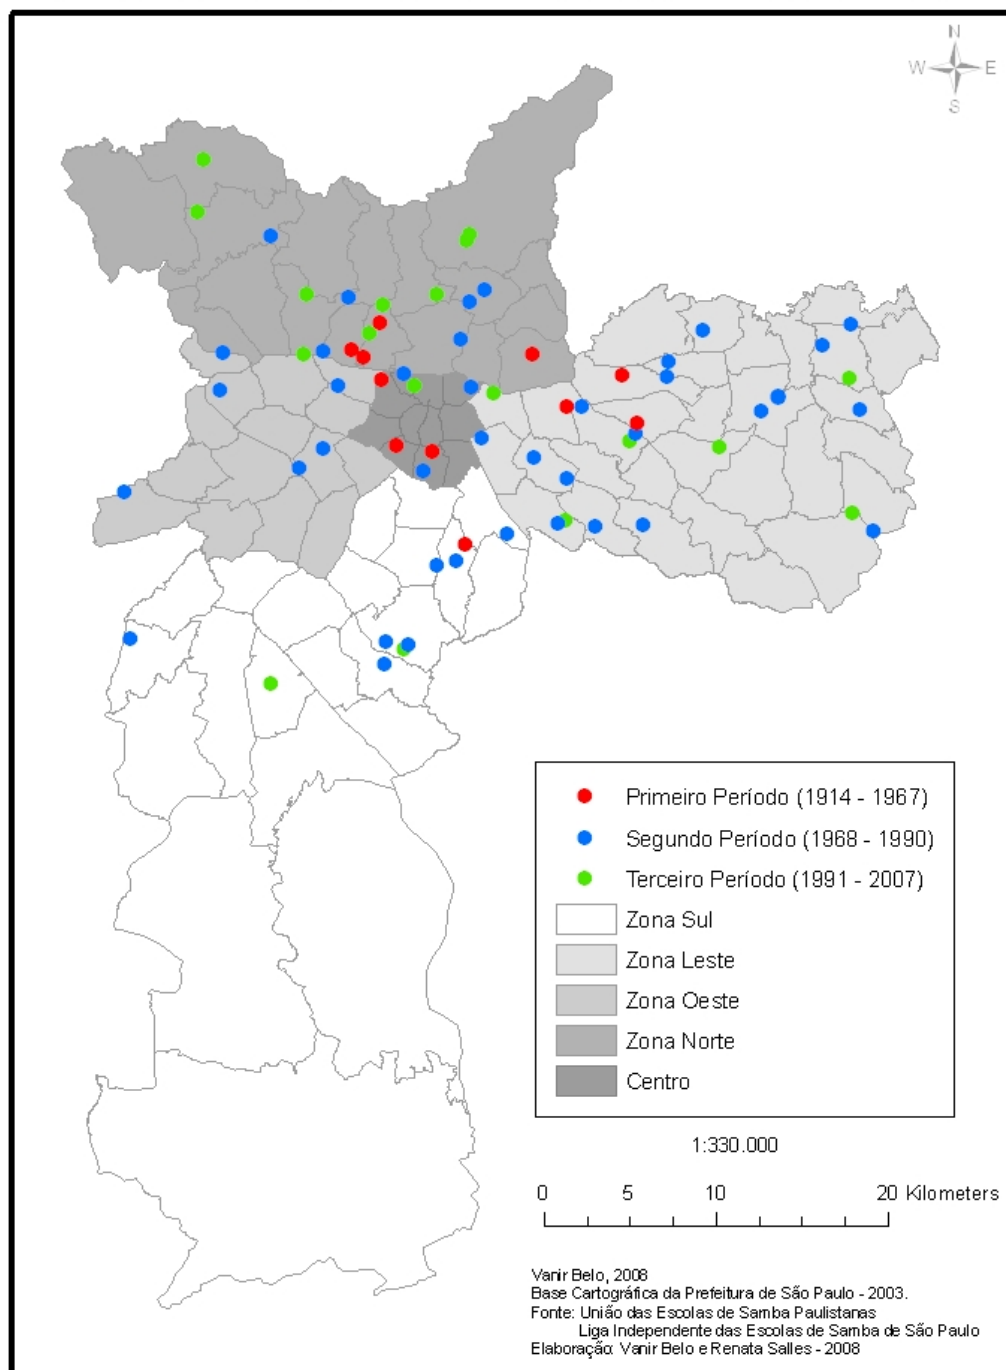 N
W E
S
Primeiro Período (1914 - 1967)
Segundo Período (1968 - 1990)
Terceiro Período (1991 - 2007)
Zona Sul
Zona Leste
Zona Oeste
Zona Norte
Centro
1:330.000
0 5 10 20 Kilometers
Vanir Belo, 2008
Base Cartográfica da Prefeitura de São Paulo - 2003.
Fonte: União das Escolas de Samba Paulistanas
Liga Independente das Escolas de Samba de São Paulo
Elaboração: Vanir Belo e Renata Salles - 2008